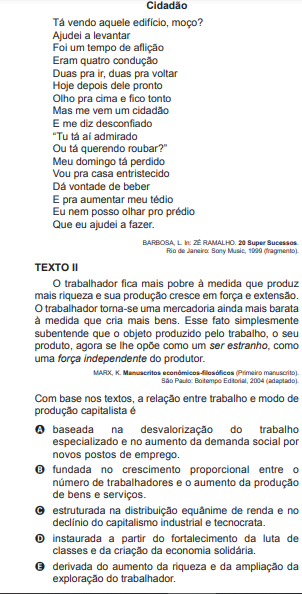 Cidadão
Tá vendo aquele edifício, moço?
Ajudei a levantar
Foi um tempo de aflição
Eram quatro condução
Duas pra ir, duas pra voltar
Hoje depois dele pronto
Olho pra cima e fico tonto
Mas me vem um cidadão
E me diz desconfiado
"Tu tá aí admirado
Ou tá querendo roubar?"
Meu domingo tá perdido
Vou pra casa entristecido
Dá vontade de beber
E pra aumentar meu tédio
Eu nem posso olhar pro prédio
Que eu ajudei a fazer.
BARBOSA, L. In: ZÉ RAMALHO. 20 Super Sucessos.
Rio de Janeiro: Sony Music, 1999 (fragmento).
TEXTO II
O trabalhador fica mais pobre à medida que produz
mais riqueza e sua produção cresce em força e extensão.
O trabalhador torna-se uma mercadoria ainda mais barata
à medida que cria mais bens. Esse fato simplesmente
subentende que o objeto produzido pelo trabalho, o seu
produto, agora se lhe opõe como um ser estranho, como
uma força independente do produtor.
MARX, K. Manuscritos econômicos-filosóficos (Primeiro manuscrito).
São Paulo: Boitempo Editorial, 2004 (adaptado).
Com base nos textos, a relação entre trabalho e modo de
produção capitalista é
A baseada na desvalorização do trabalho
especializado e no aumento da demanda social por
novos postos de emprego.
B fundada no crescimento proporcional entre o
número de trabalhadores e o aumento da produção
de bens e serviços.
C estruturada na distribuição equânime de renda e no
declínio do capitalismo industrial e tecnocrata.
D instaurada a partir do fortalecimento da luta de
classes e da criação da economia solidária.
E derivada do aumento da riqueza e da ampliação da
exploração do trabalhador.